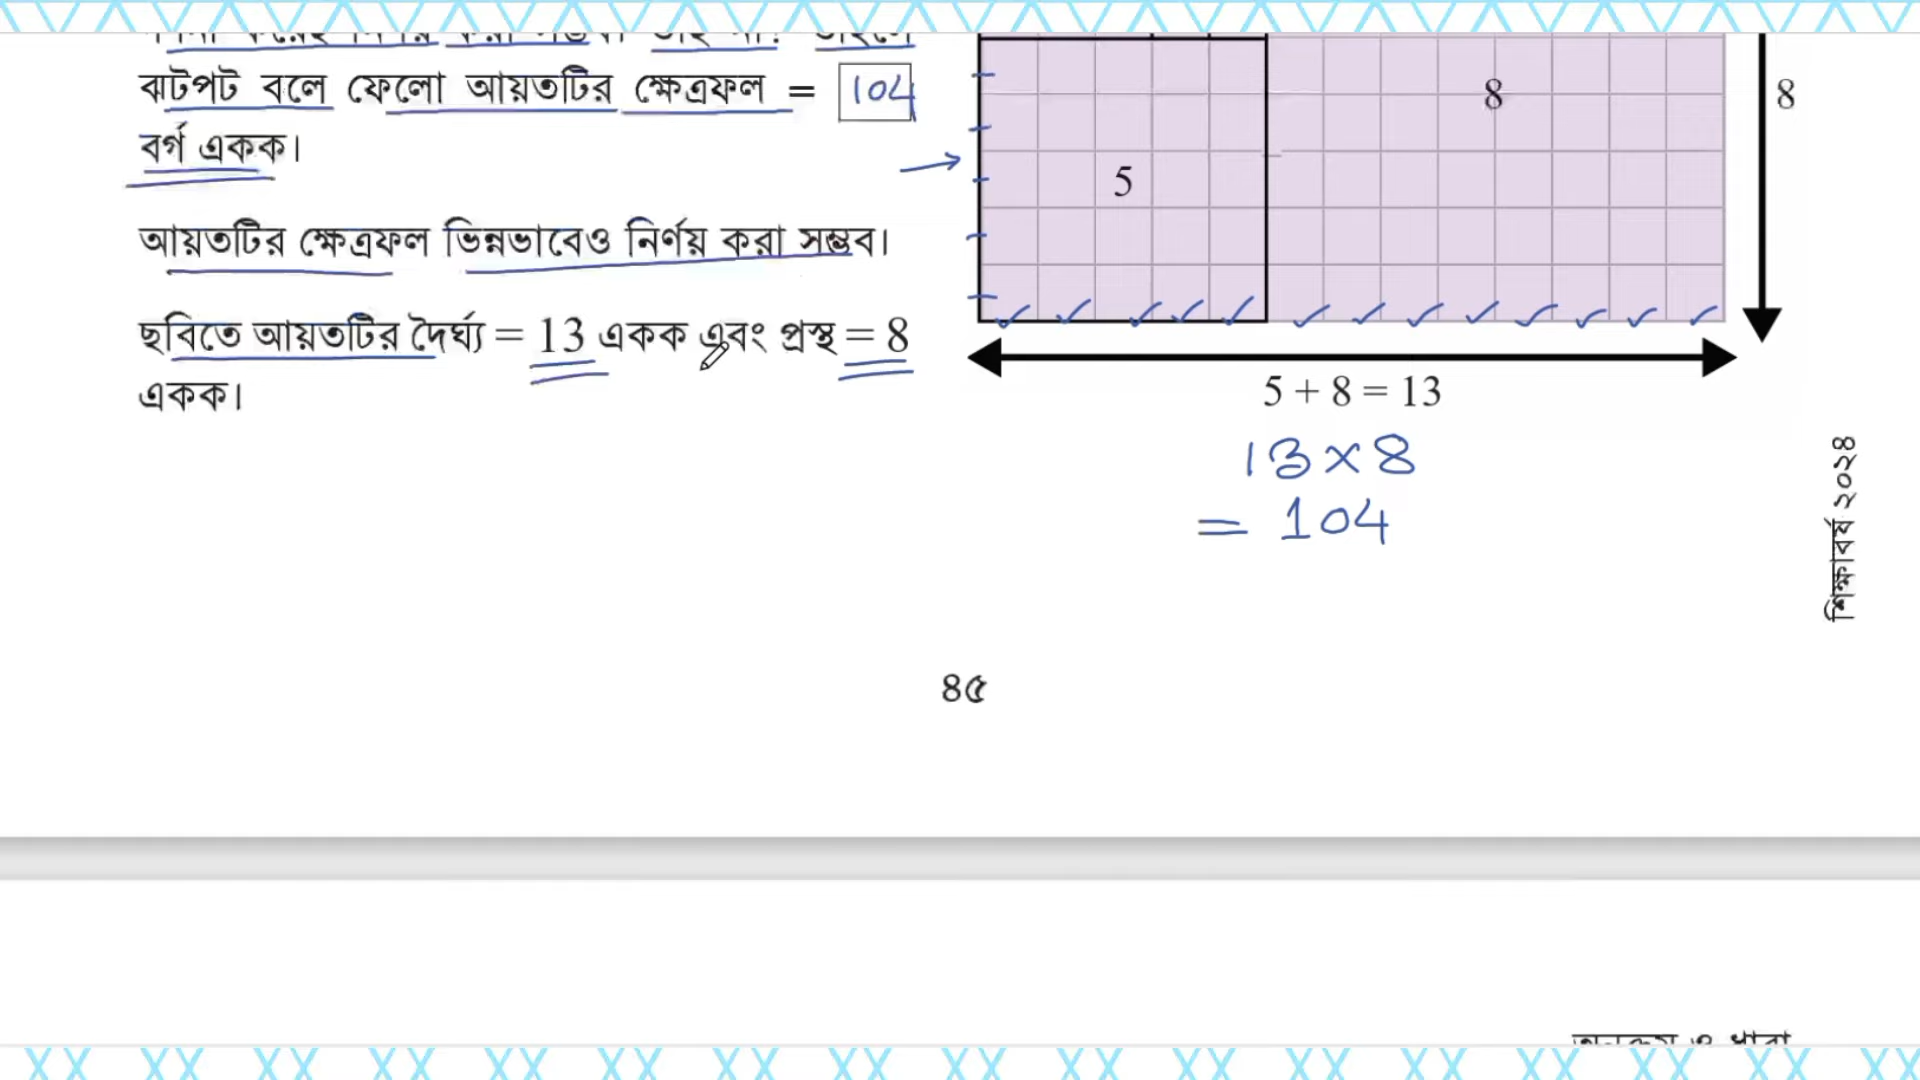 ঝটপট বলে ফেলো আয়তটির ক্ষেত্রফল = 104
বর্গ একক।
আয়তটির ক্ষেত্রফল ভিন্নভাবেও নির্ণয় করা সম্ভব।
ছবিতে আয়তটির দৈর্ঘ্য = 13 একক এবং প্রস্থ = 8
একক।
8
8
5
5 + 8 = 13
13 × 8
= 104
শিক্ষাবর্ষ ২০২৪
৪৫